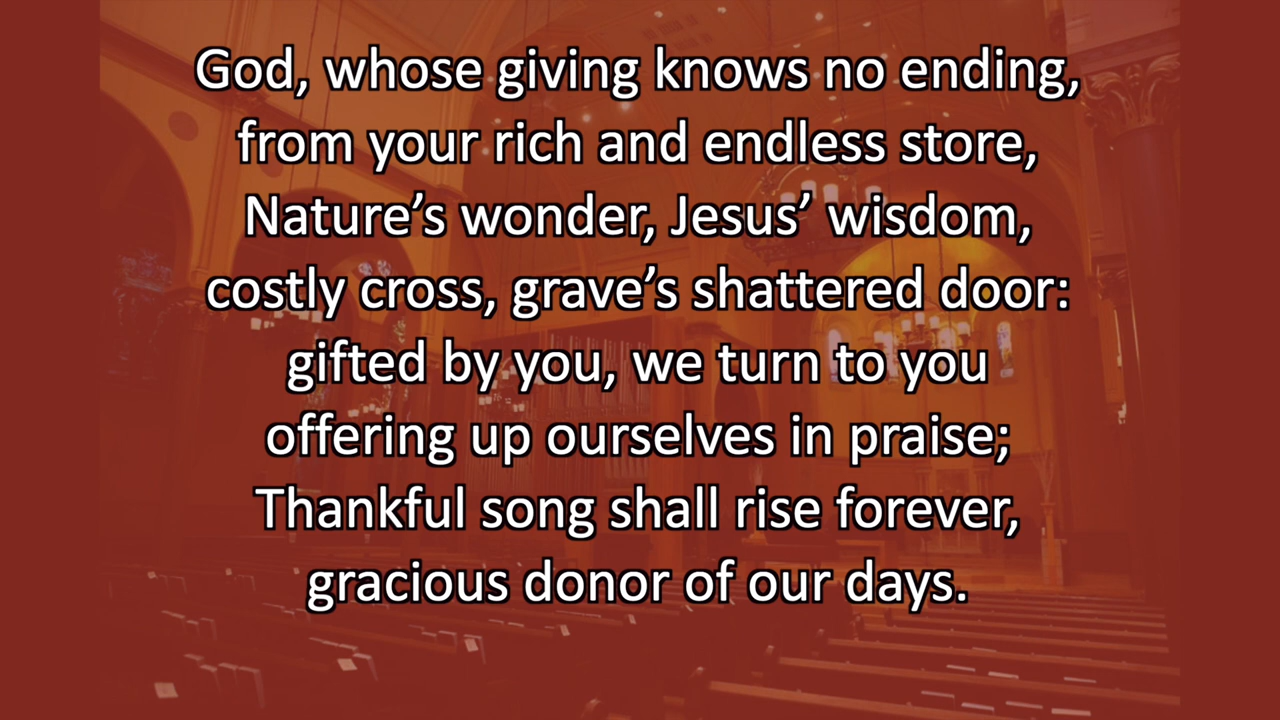 God, whose giving knows no ending,
from your rich and endless store,
Nature’s wonder, Jesus’ wisdom,
costly cross, grave’s shattered door:
gifted by you, we turn to you
offering up ourselves in praise;
Thankful song shall rise forever,
gracious donor of our days.